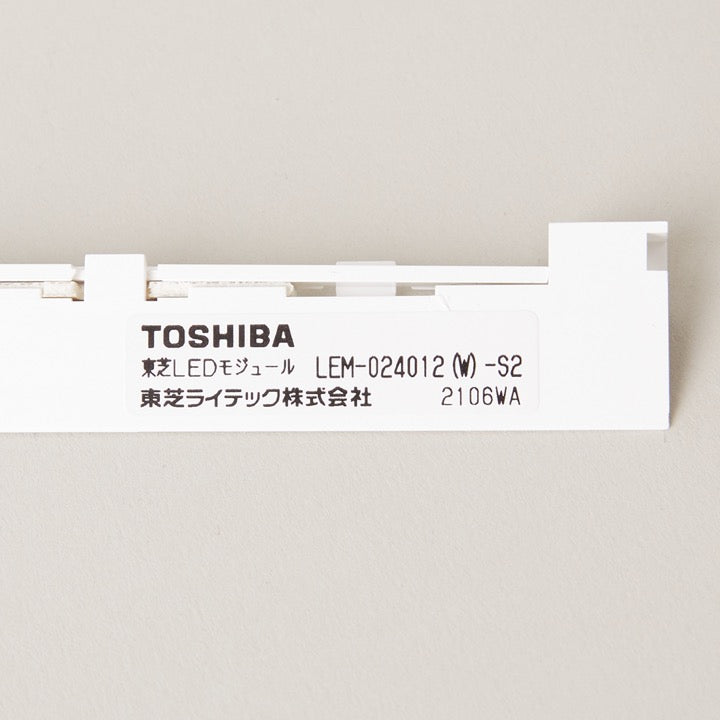 TOSHIBA
東芝LEDモジュール LEM-024012(W)-S2
東芝ライテック株式会社 2106WA